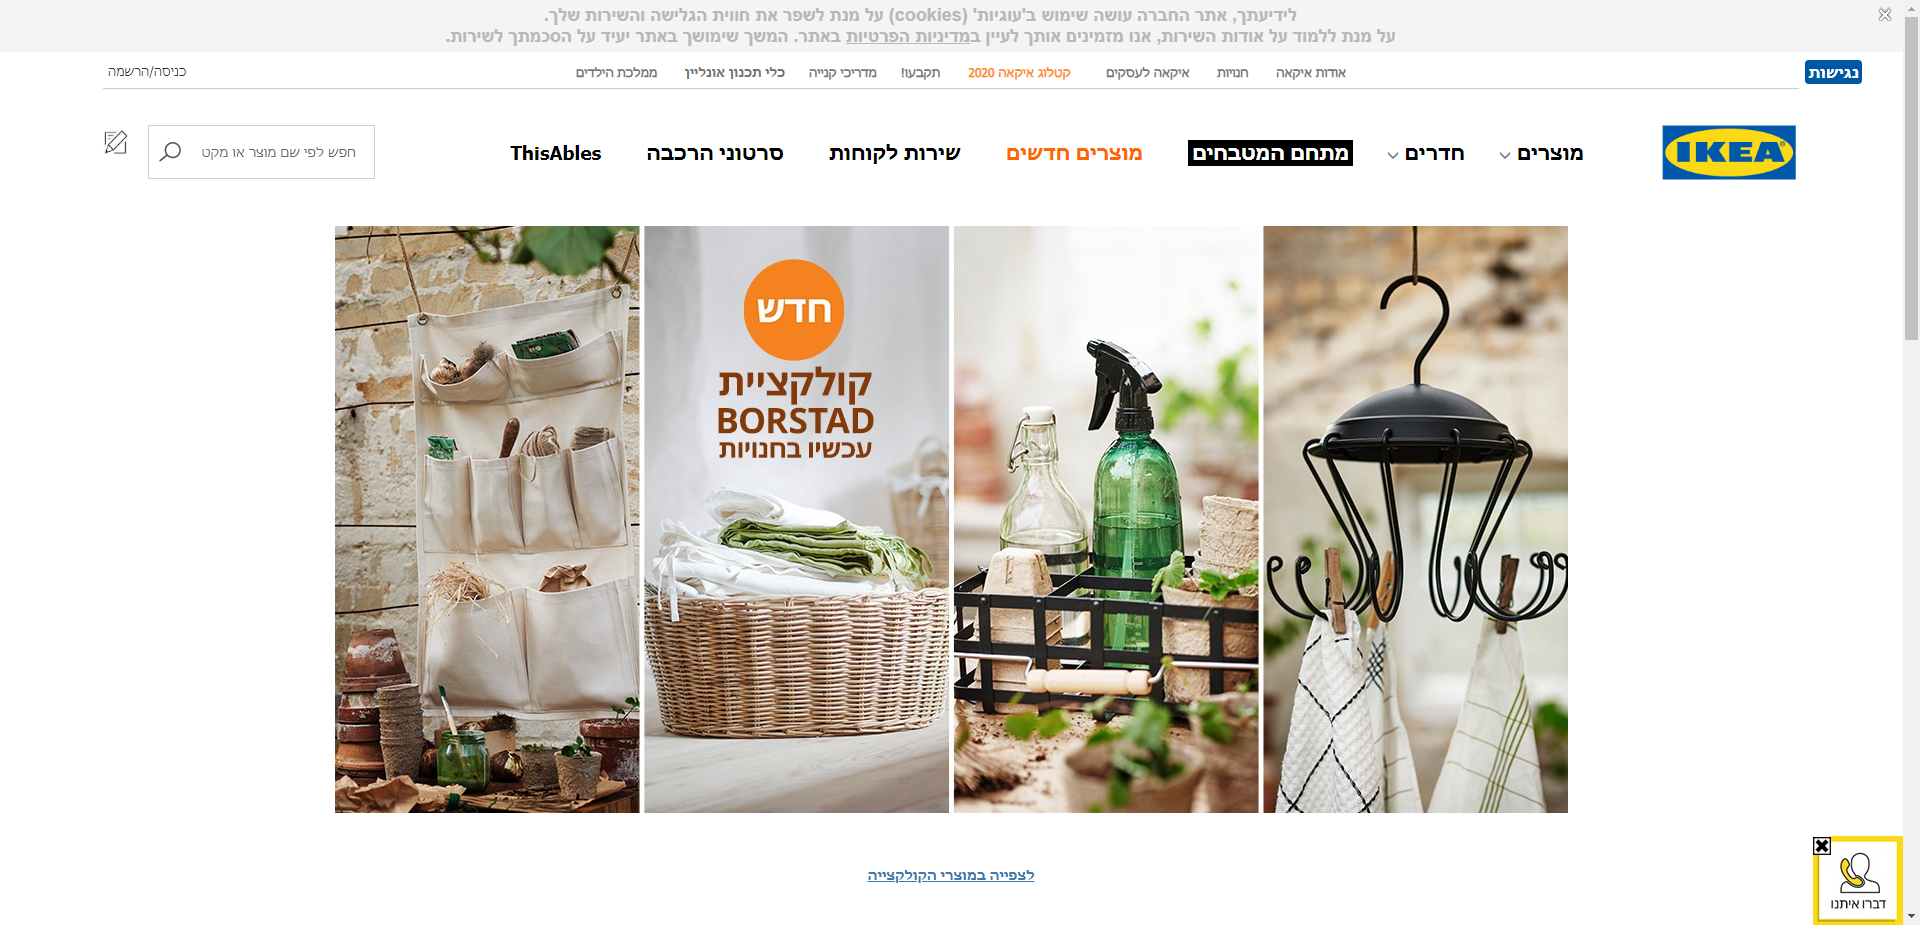 לידיעתך, אתר החברה עושה שימוש ב'עוגיות' (cookies) על מנת לשפר את חווית הגלישה והשירות שלך.
על מנת ללמוד על אודות השירות, אנו מזמינים אותך לעיין במדיניות הפרטיות באתר. המשך שימושך באתר יעיד על הסכמתך לשירות.
נגישות
אודות איקאה
חנויות
איקאה לעסקים
קטלוג איקאה 2020
תקבעו!
מדריכי קנייה
כלי תכנון אונליין
ממלכת הילדים
כניסה/הרשמה
IKEA
מוצרים
חדרים
מתחם המטבחים
מוצרים חדשים
שירות לקוחות
סרטוני הרכבה
ThisAbles
חפש לפי שם מוצר או מקט
חדש
קולקציית
BORSTAD
עכשיו בחנויות
לצפייה במוצרי הקולקצייה
דברו איתנו